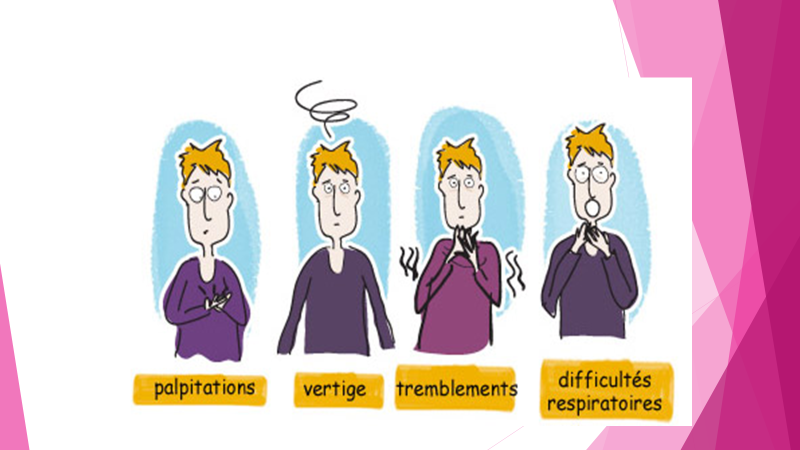 palpitations
vertige
tremblements
difficultés
respiratoires